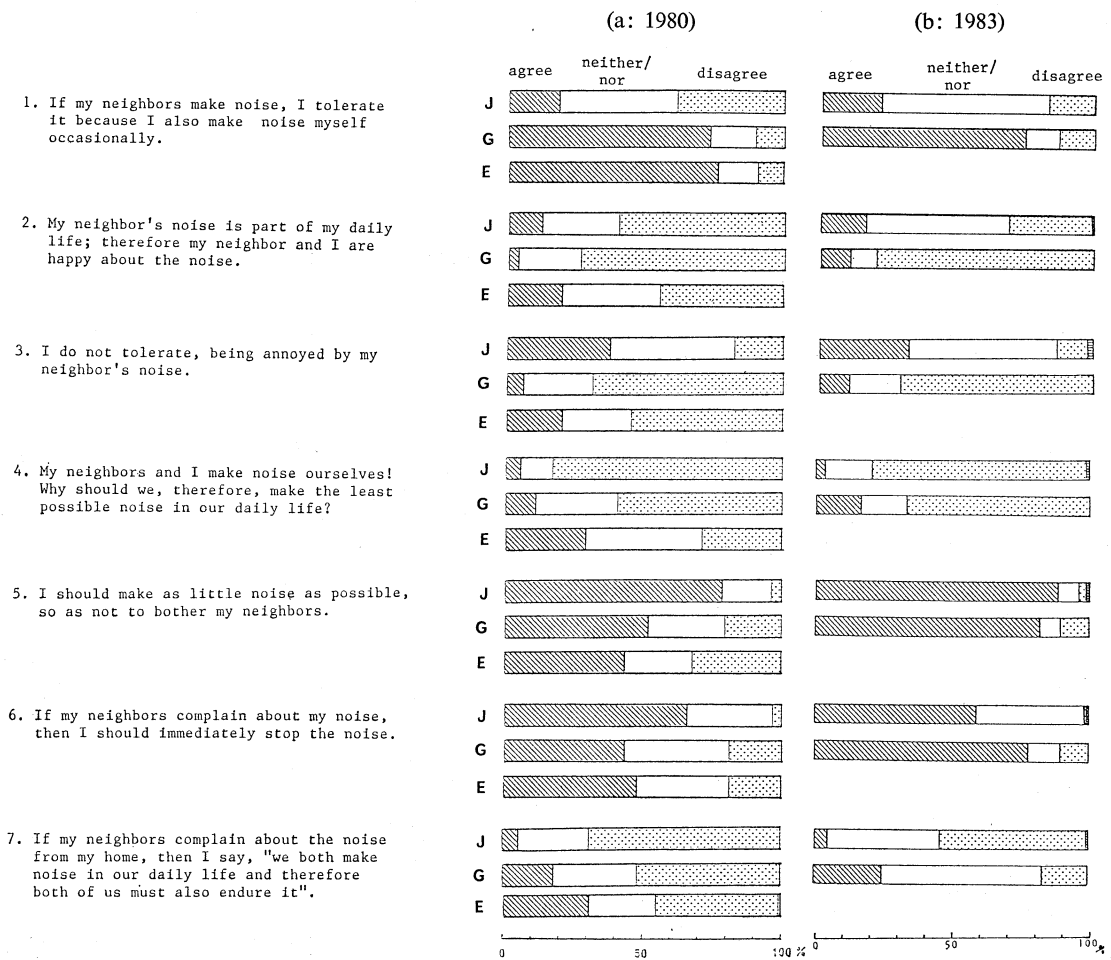 (a: 1980)
(b: 1983)
agree neither/ nor disagree
agree neither/ nor disagree
1. If my neighbors make noise, I tolerate
it because I also make noise myself
occasionally.
J
G
E
2. My neighbor's noise is part of my daily
life; therefore my neighbor and I are
happy about the noise.
J
G
E
3. I do not tolerate, being annoyed by my
neighbor's noise.
J
G
E
4. My neighbors and I make noise ourselves!
Why should we, therefore, make the least
possible noise in our daily life?
J
G
E
5. I should make as little noise as possible,
so as not to bother my neighbors.
J
G
E
6. If my neighbors complain about my noise,
then I should immediately stop the noise.
J
G
E
7. If my neighbors complain about the noise
from my home, then I say, "we both make
noise in our daily life and therefore
both of us must also endure it".
J
G
E
0 50 100 %
0 50 100 %